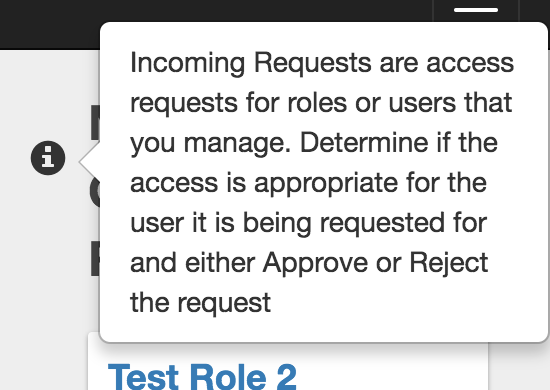 Incoming Requests are access
requests for roles or users that
you manage. Determine if the
access is appropriate for the
user it is being requested for
and either Approve or Reject
the request
Test Role 2